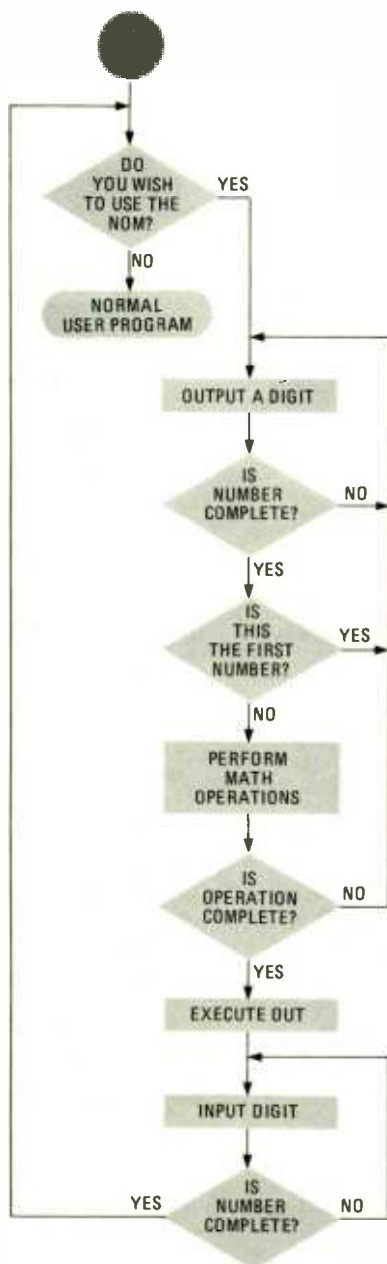 DO
YOU WISH
TO USE THE
NOM?
YES
NO
NORMAL
USER PROGRAM
OUTPUT A DIGIT
IS
NUMBER
COMPLETE?
NO
YES
IS
THIS
THE FIRST
NUMBER?
YES
NO
PERFORM
MATH
OPERATIONS
IS
OPERATION
COMPLETE?
NO
YES
EXECUTE OUT
INPUT DIGIT
IS
NUMBER
COMPLETE?
YES
NO